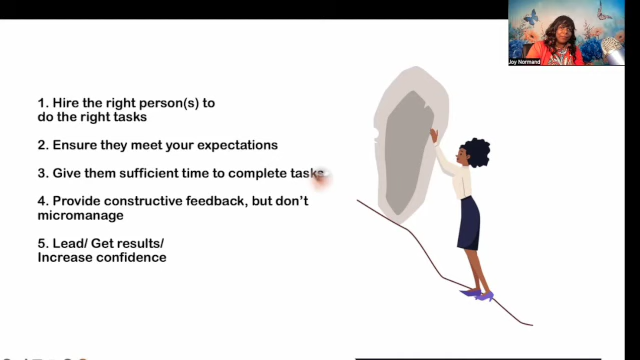 Joy Normand
1. Hire the right person(s) to
do the right tasks
2. Ensure they meet your expectations
3. Give them sufficient time to complete tasks
4. Provide constructive feedback, but don't
micromanage
5. Lead/ Get results/
Increase confidence